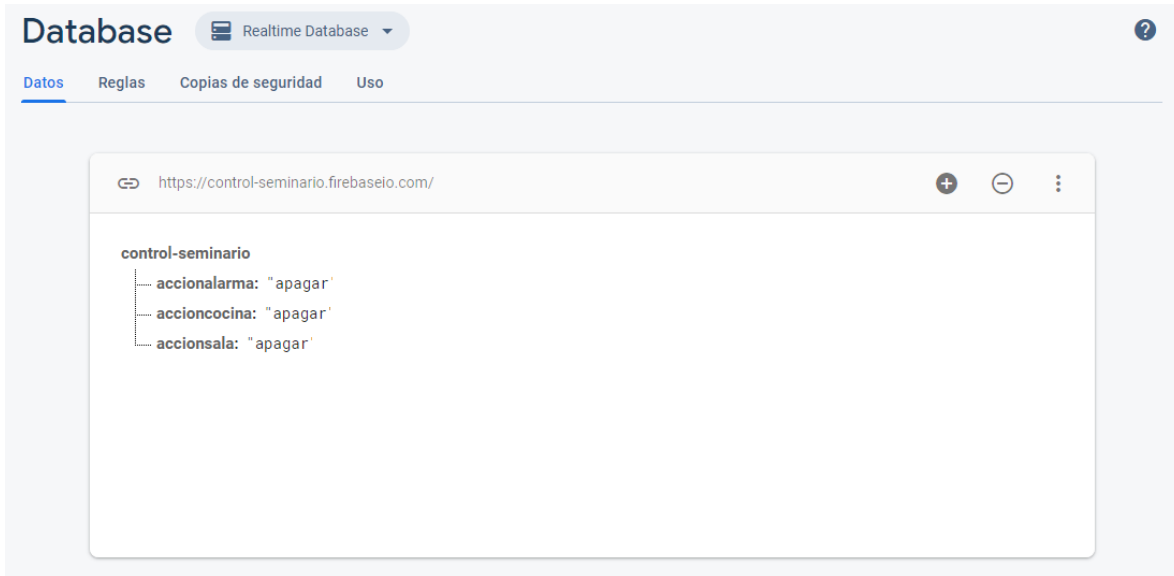 Database Realtime Database
Datos Reglas Copias de seguridad Uso
https://control-seminario.firebaseio.com/
control-seminario
accionalarma: "apagar'
accioncocina: "apagar'
accionsala: "apagar'